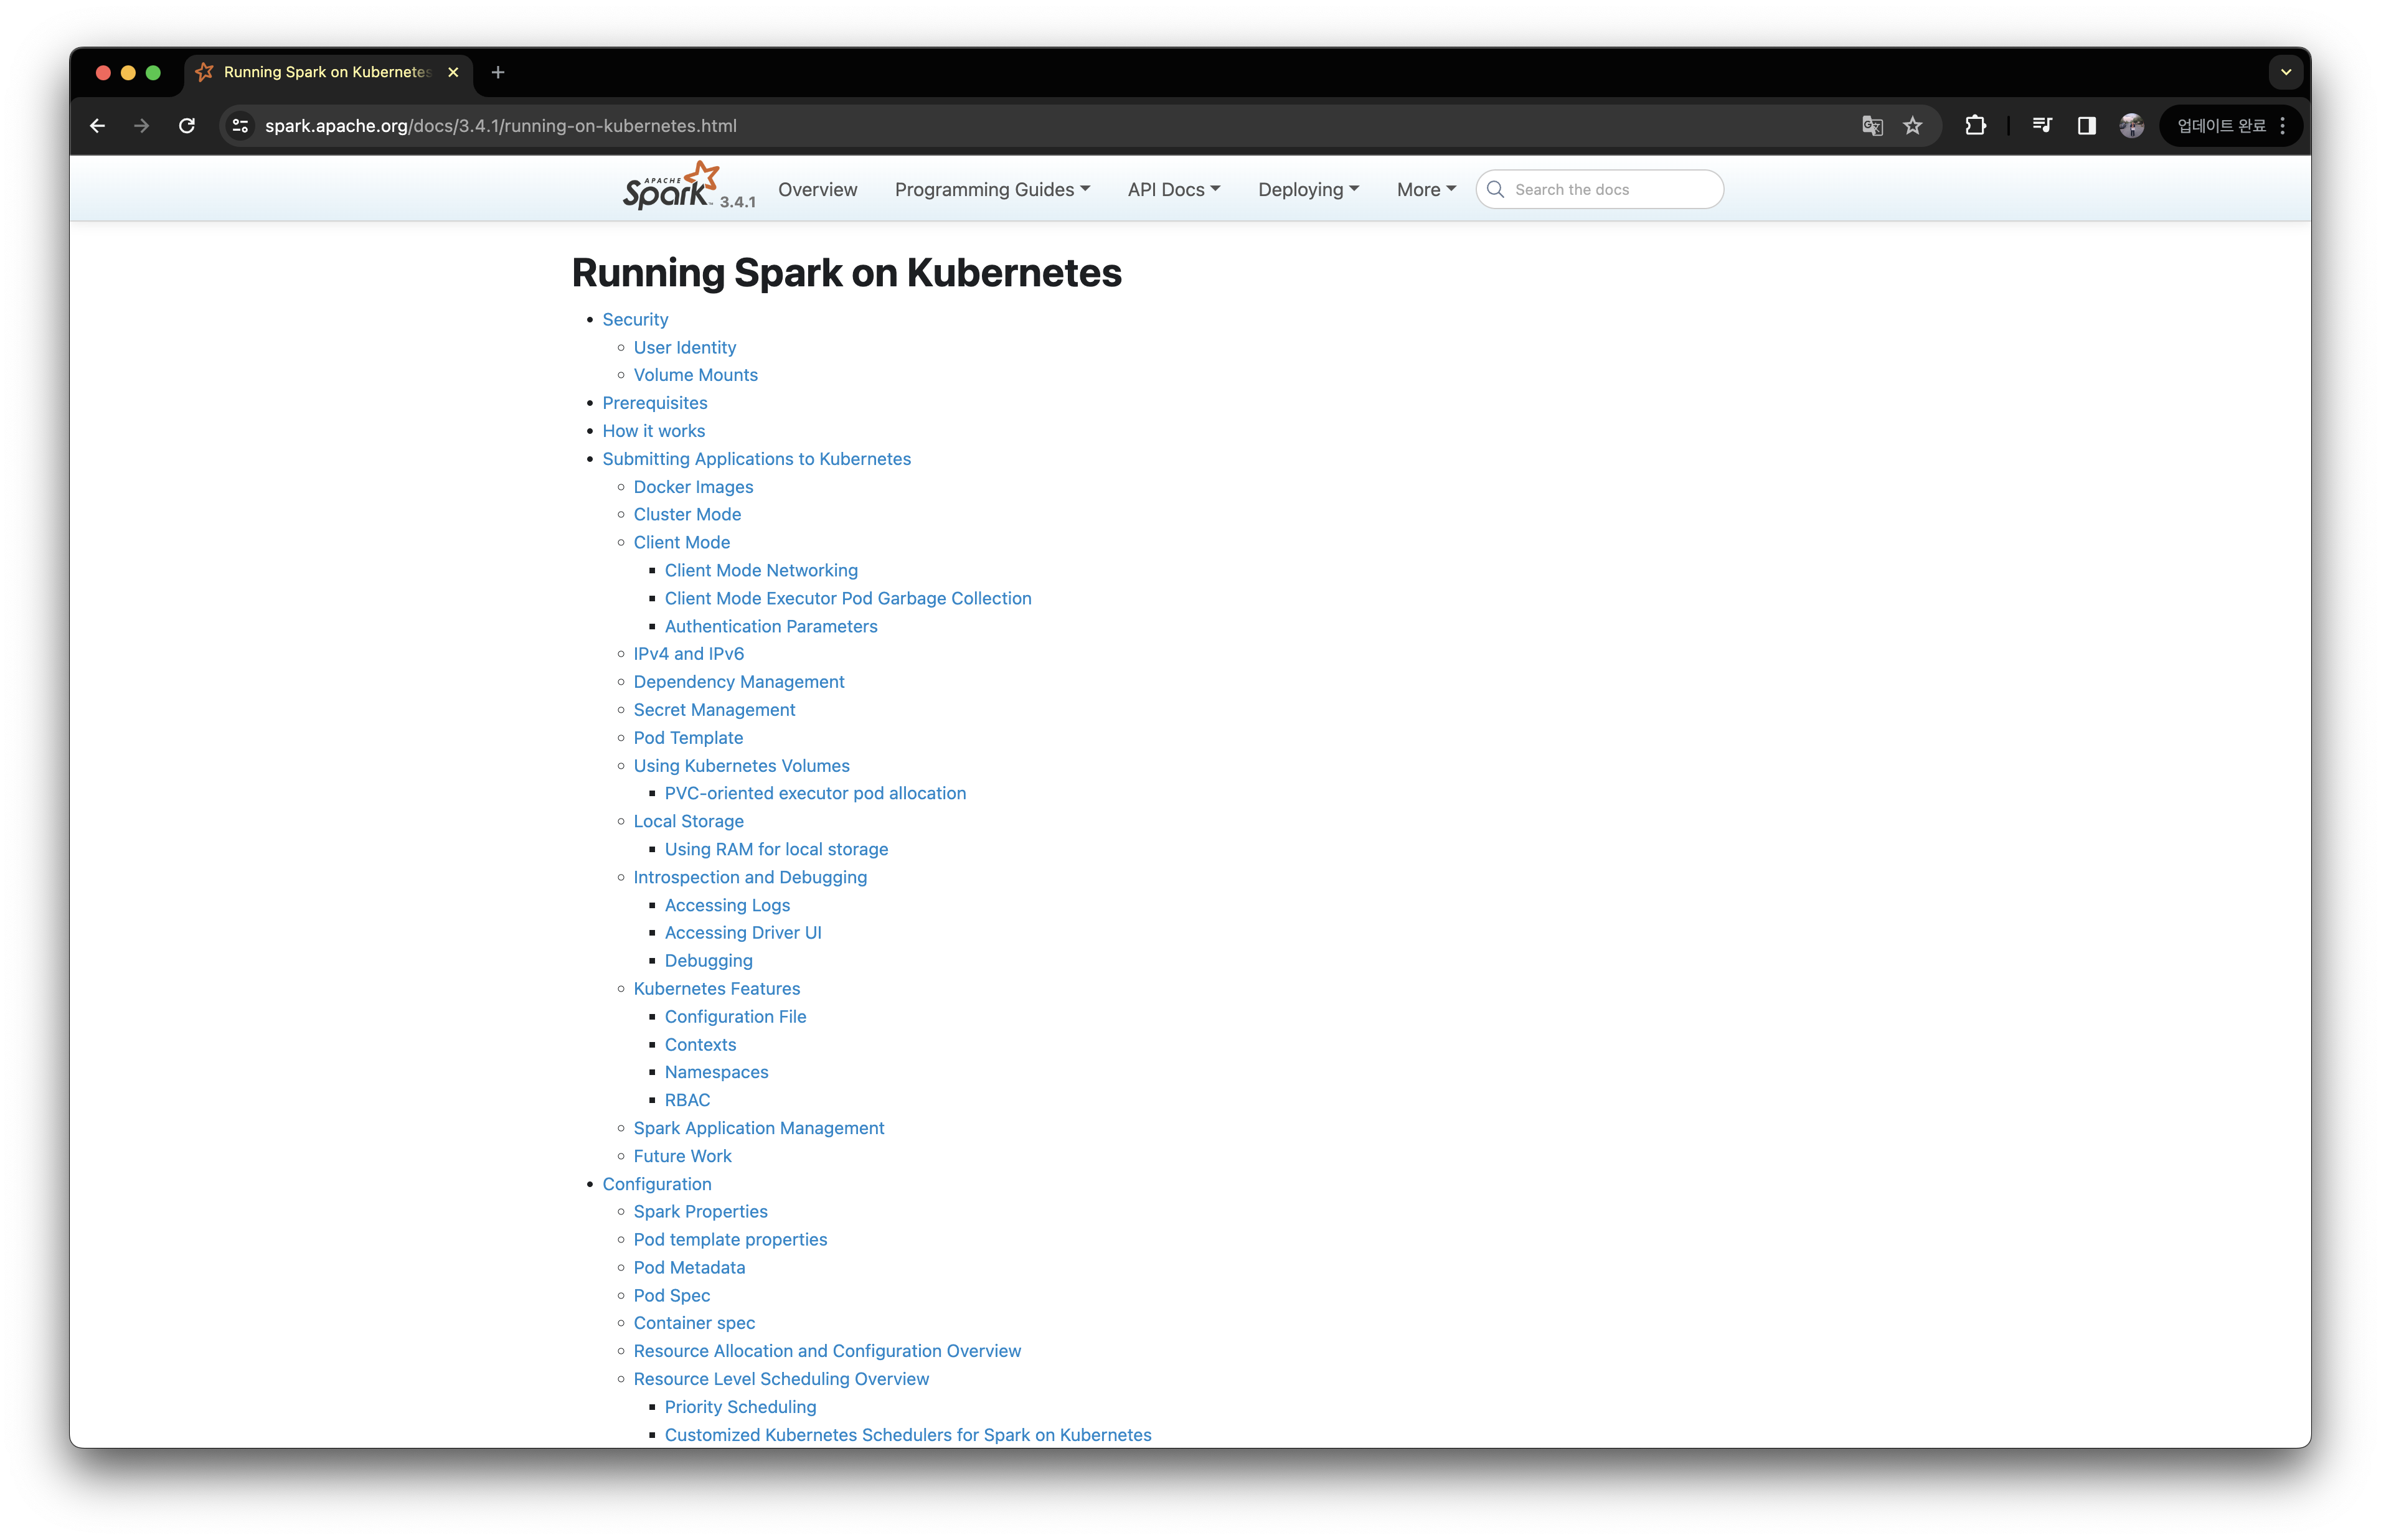 Running Spark on Kubernetes
spark.apache.org/docs/3.4.1/running-on-kubernetes.html
업데이트 완료
APACHE Spark 3.4.1
Overview
Programming Guides
API Docs
Deploying
More
Search the docs
Running Spark on Kubernetes
Security
User Identity
Volume Mounts
Prerequisites
How it works
Submitting Applications to Kubernetes
Docker Images
Cluster Mode
Client Mode
Client Mode Networking
Client Mode Executor Pod Garbage Collection
Authentication Parameters
IPv4 and IPv6
Dependency Management
Secret Management
Pod Template
Using Kubernetes Volumes
PVC-oriented executor pod allocation
Local Storage
Using RAM for local storage
Introspection and Debugging
Accessing Logs
Accessing Driver UI
Debugging
Kubernetes Features
Configuration File
Contexts
Namespaces
RBAC
Spark Application Management
Future Work
Configuration
Spark Properties
Pod template properties
Pod Metadata
Pod Spec
Container spec
Resource Allocation and Configuration Overview
Resource Level Scheduling Overview
Priority Scheduling
Customized Kubernetes Schedulers for Spark on Kubernetes